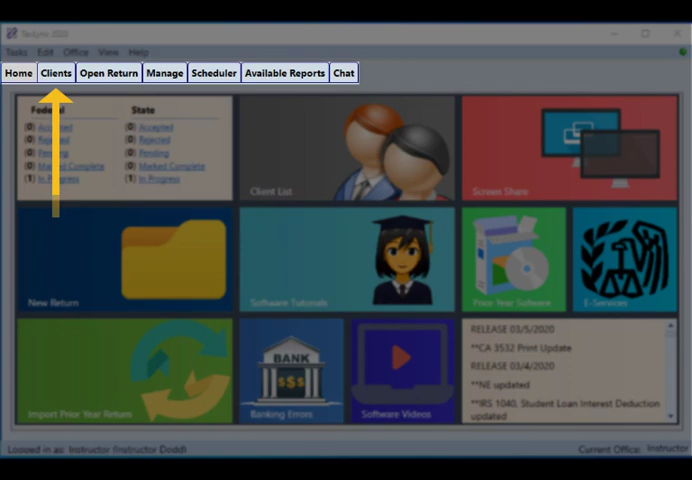 TaxSync 2020
Tasks Edit Office View Help
Home Clients Open Return Manage Scheduler Available Reports Chat
Federal State
(0) Accepted (0) Accepted
(0) Rejected (0) Rejected
(0) Pending (0) Pending
(0) Marked Complete (0) Marked Complete
(1) In Progress (1) In Progress
Client List
Screen Share
New Return
Software Tutorials
Prior Year Software
E-Services
Import Prior Year Return
BANK
$$$
Banking Errors
Software Videos
RELEASE 03/5/2020
**CA 3532 Print Update
RELEASE 03/4/2020
**NE updated
**IRS 1040, Student Loan Interest Deduction
updated
Logged in as: Instructor (Instructor Dodd) Current Office: Instructor